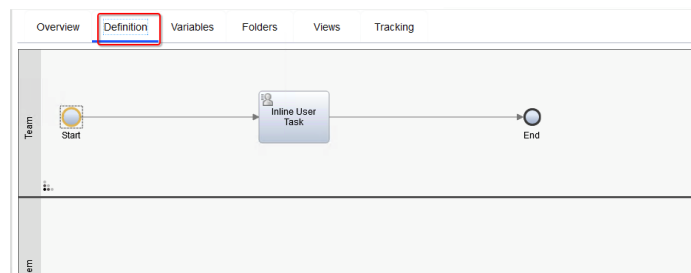 Overview Definition Variables Folders Views Tracking
Team
Start
Inline User
Task
End